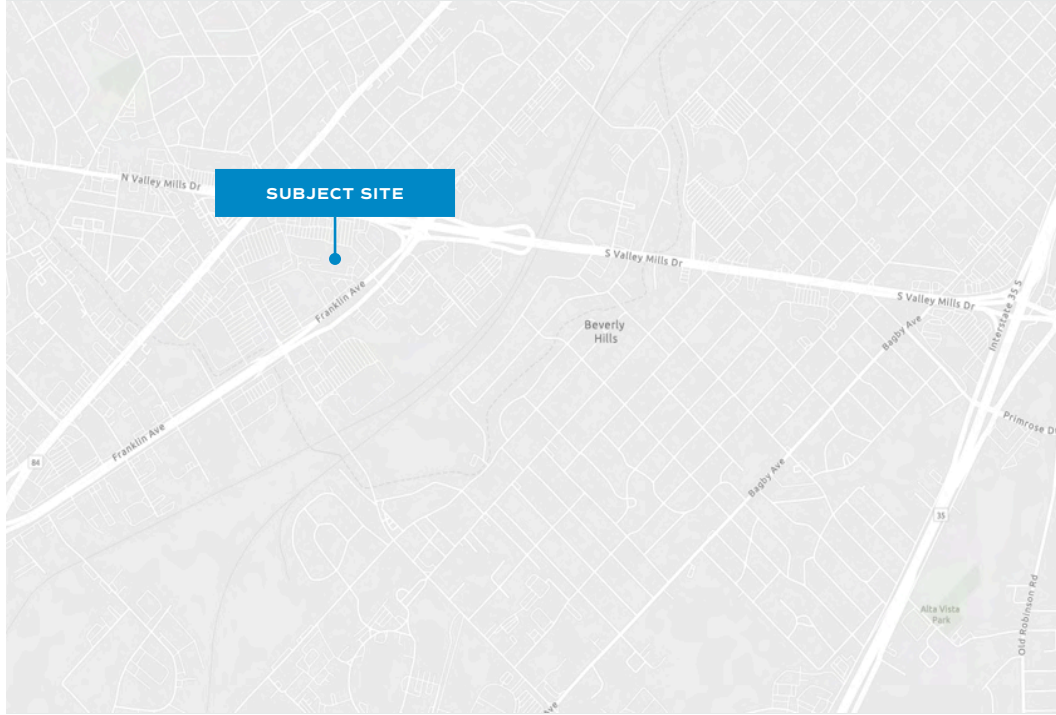 N Valley Mills Dr
SUBJECT SITE
S Valley Mills Dr
Franklin Ave
S Valley Mills Dr
Interstate 35 S
Beverly
Hills
Bagby Ave
Primrose D
Franklin Ave
84
Bagby Ave
35
Alta Vista
Park
Old Robinson Rd
ve